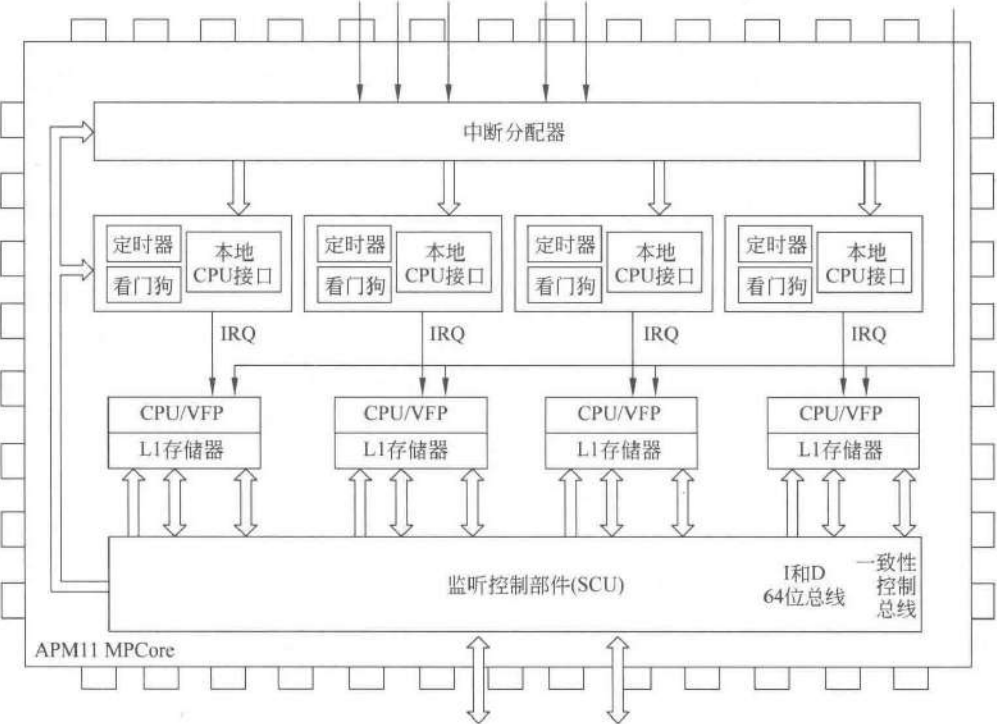 中断分配器
定时器
看门狗
本地
CPU接口
定时器
看门狗
本地
CPU接口
定时器
看门狗
本地
CPU接口
定时器
看门狗
本地
CPU接口
IRQ
IRQ
IRQ
IRQ
CPU/VFP
L1存储器
CPU/VFP
L1存储器
CPU/VFP
L1存储器
CPU/VFP
L1存储器
监听控制部件(SCU)
I和D
64位总线
一致性
控制
总线
APM11 MPCore